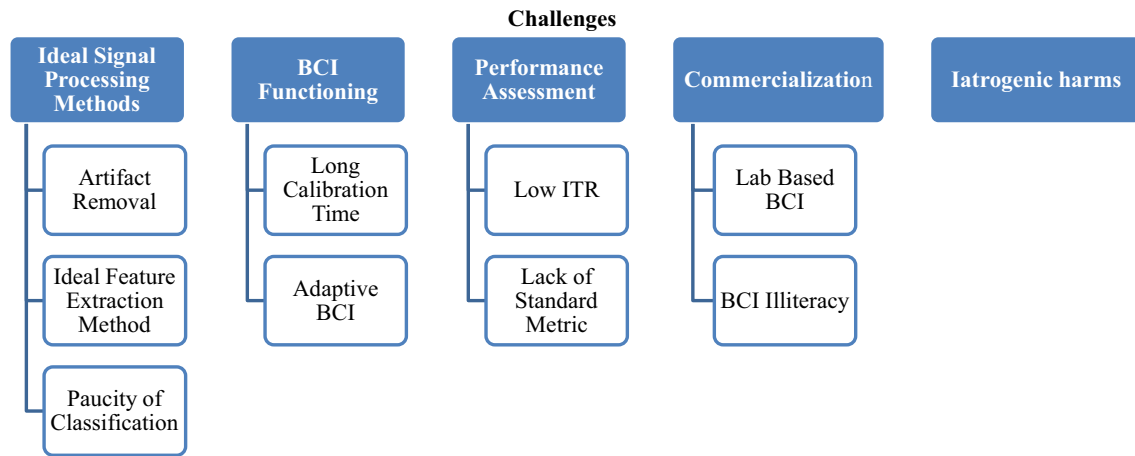 Challenges
Ideal Signal
Processing
Methods
Artifact
Removal
Ideal Feature
Extraction
Method
Paucity of
Classification
BCI
Functioning
Long
Calibration
Time
Adaptive
BCI
Performance
Assessment
Low ITR
Lack of
Standard
Metric
Commercialization
Lab Based
BCI
BCI Illiteracy
Iatrogenic harms